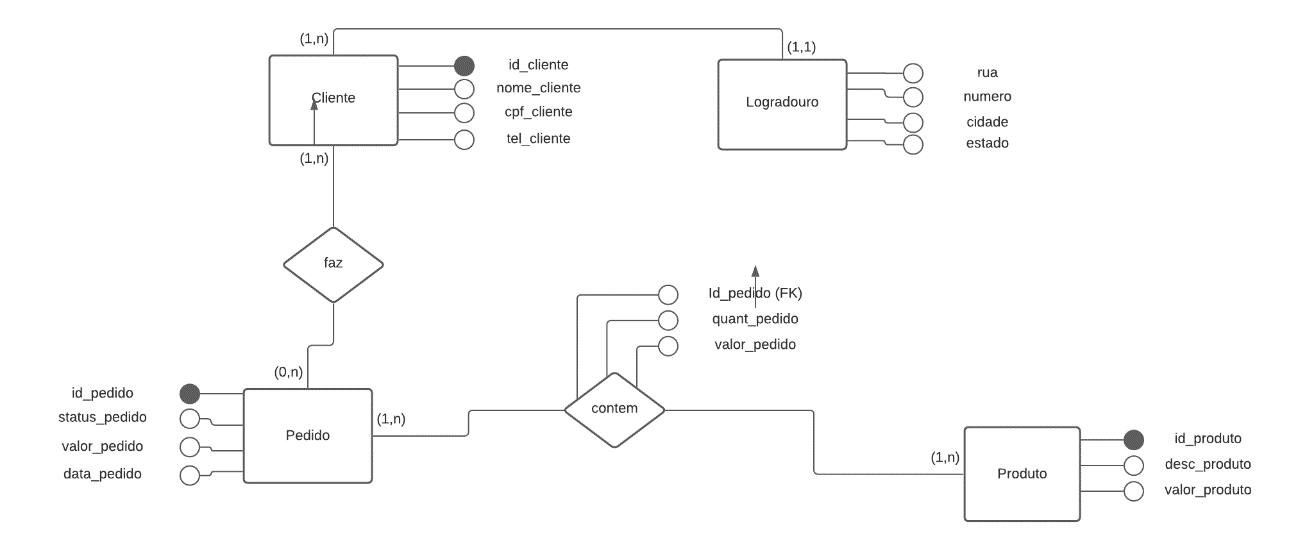 (1,n)
(1,1)
Cliente
id_cliente
nome_cliente
cpf_cliente
tel_cliente
Logradouro
rua
numero
cidade
estado
(1,n)
faz
(0,n)
Id_pedido (FK)
quant_pedido
valor_pedido
id_pedido
status_pedido
valor_pedido
data_pedido
Pedido
(1,n)
contem
(1,n)
Produto
id_produto
desc_produto
valor_produto